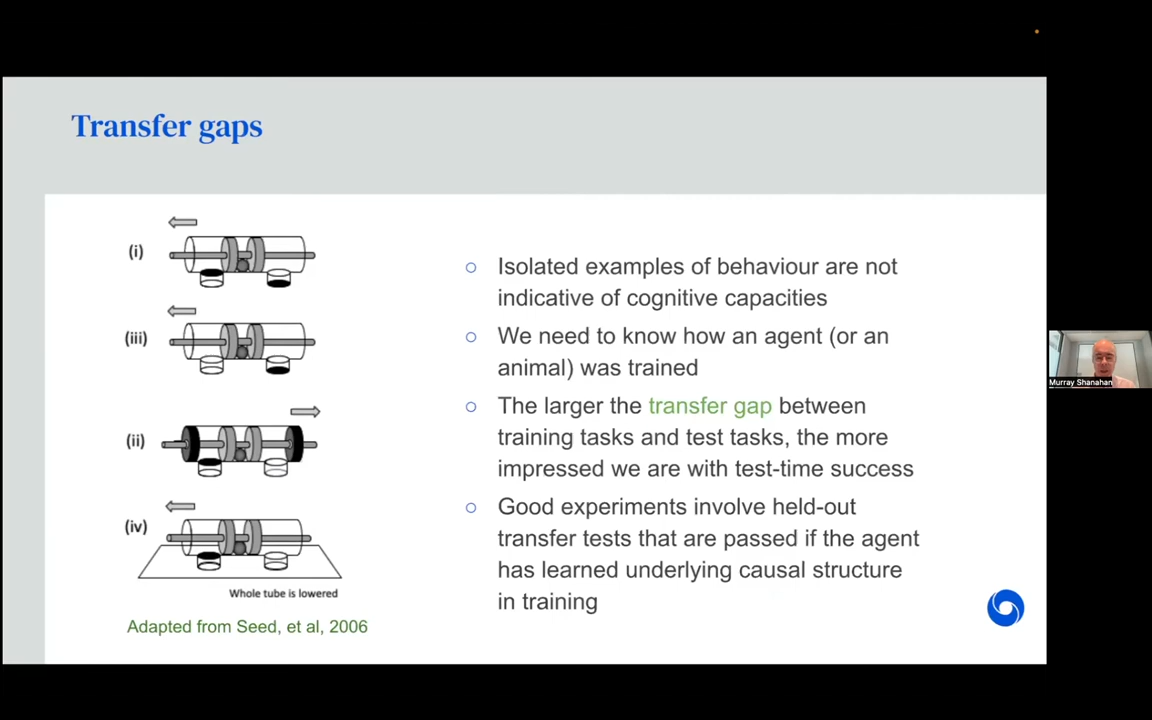 Transfer gaps
(i)
(iii)
(ii)
(iv)
Whole tube is lowered
Adapted from Seed, et al, 2006
Isolated examples of behaviour are not
indicative of cognitive capacities
We need to know how an agent (or an
animal) was trained
The larger the transfer gap between
training tasks and test tasks, the more
impressed we are with test-time success
Good experiments involve held-out
transfer tests that are passed if the agent
has learned underlying causal structure
in training
Murray Shanahan